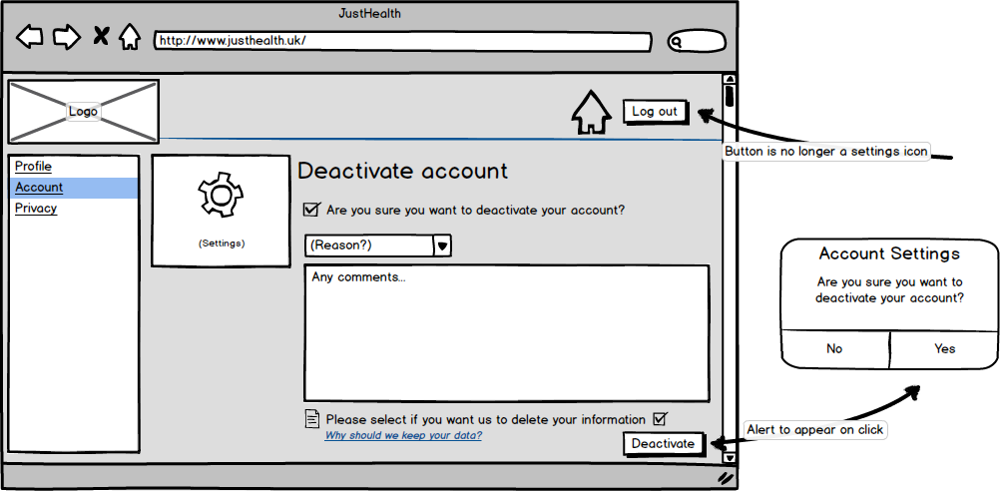 JustHealth
http://www.justhealth.uk/
Logo
Log out
Button is no longer a settings icon
Profile
Account
Privacy
(Settings)
Deactivate account
Are you sure you want to deactivate your account?
(Reason?)
Any comments...
Account Settings
Are you sure you want to
deactivate your account?
No
Yes
Please select if you want us to delete your information
Why should we keep your data?
Deactivate
Alert to appear on click